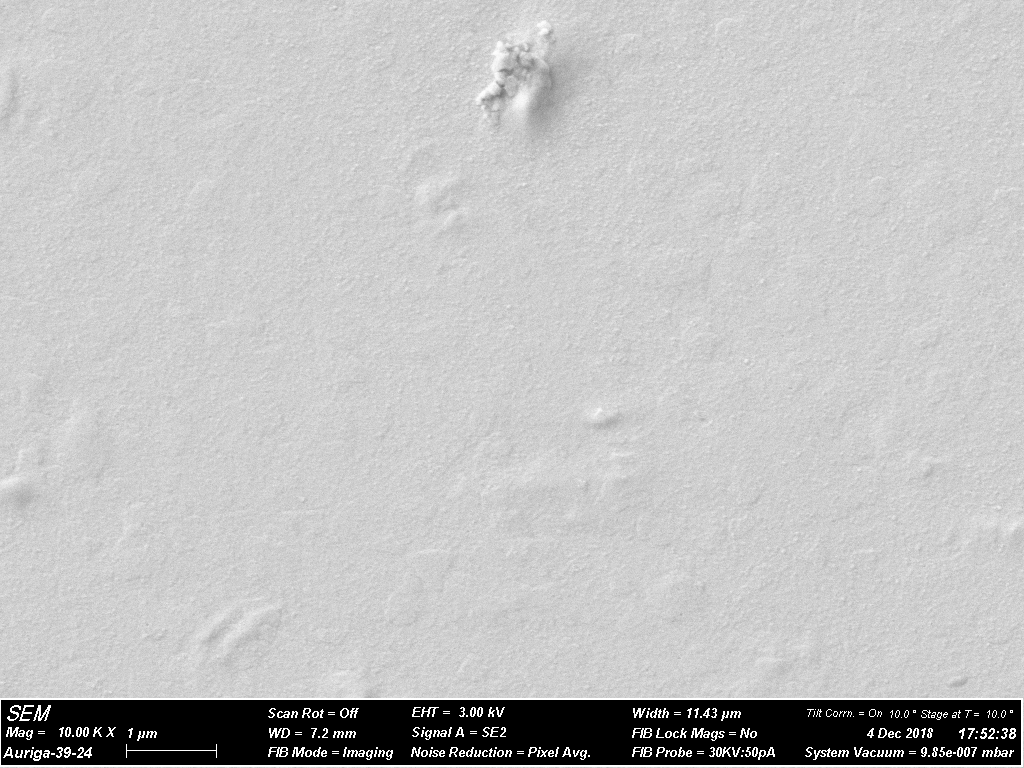 SEM
Mag = 10.00 K X 1 µm
Auriga-39-24
Scan Rot = Off
WD = 7.2 mm
FIB Mode = Imaging
EHT = 3.00 kV
Signal A = SE2
Noise Reduction = Pixel Avg.
Width = 11.43 µm
FIB Lock Mags = No
FIB Probe = 30KV:50pA
Tilt Corrn. = On 10.0 ° Stage at T = 10.0 °
4 Dec 2018 17:52:38
System Vacuum = 9.85e-007 mbar